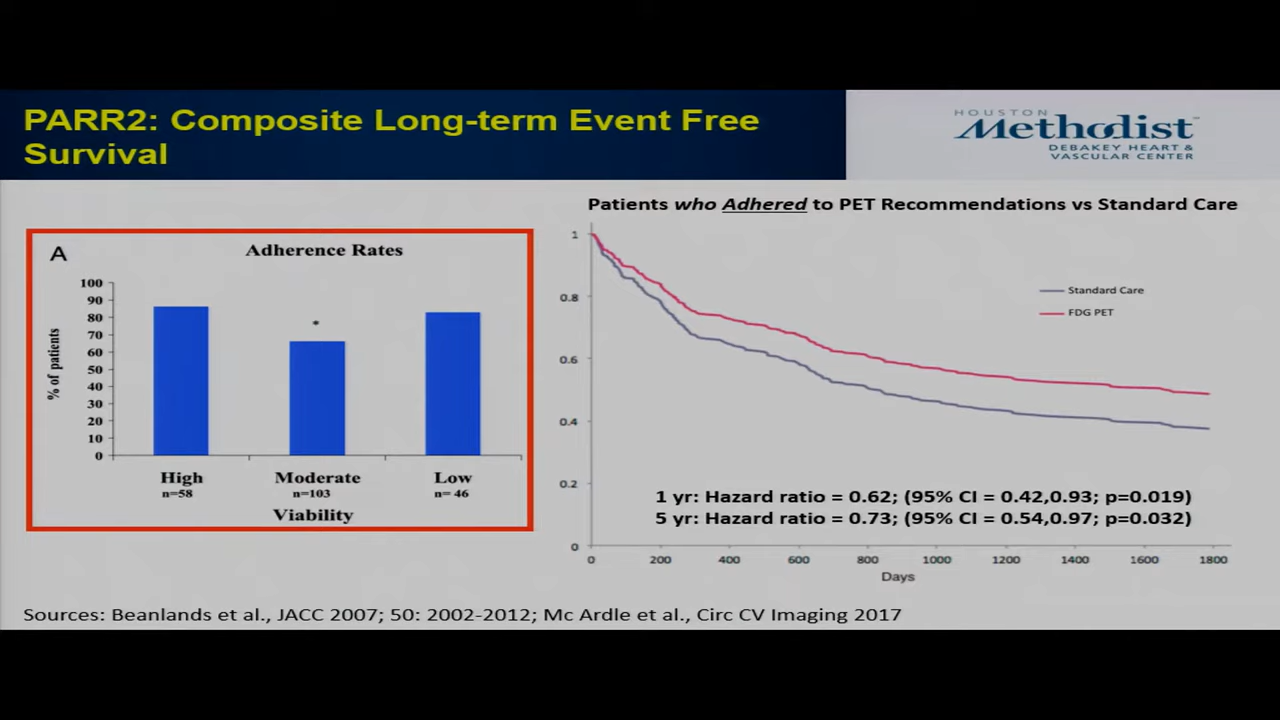 PARR2: Composite Long-term Event Free
Survival
HOUSTON
Methodist
DEBAKEY HEART &
VASCULAR CENTER
A
Adherence Rates
% of patients
100
90
80
70
60
50
40
30
20
10
0
*
High
n=58
Moderate
n=103
Low
n= 46
Viability
Patients who Adhered to PET Recommendations vs Standard Care
1
0.8
0.6
0.4
0.2
0
Standard Care
FDG PET
1 yr: Hazard ratio = 0.62; (95% CI = 0.42,0.93; p=0.019)
5 yr: Hazard ratio = 0.73; (95% CI = 0.54,0.97; p=0.032)
0 200 400 600 800 1000 1200 1400 1600 1800
Days
Sources: Beanlands et al., JACC 2007; 50: 2002-2012; Mc Ardle et al., Circ CV Imaging 2017